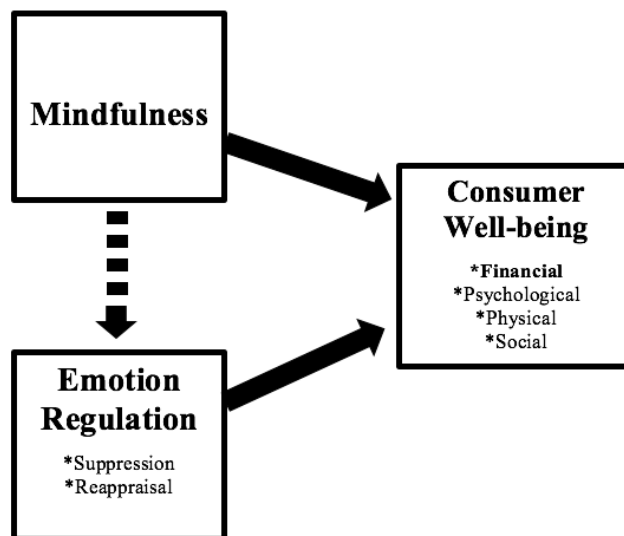 Mindfulness
Consumer
Well-being
*Financial
*Psychological
*Physical
*Social
Emotion
Regulation
*Suppression
*Reappraisal